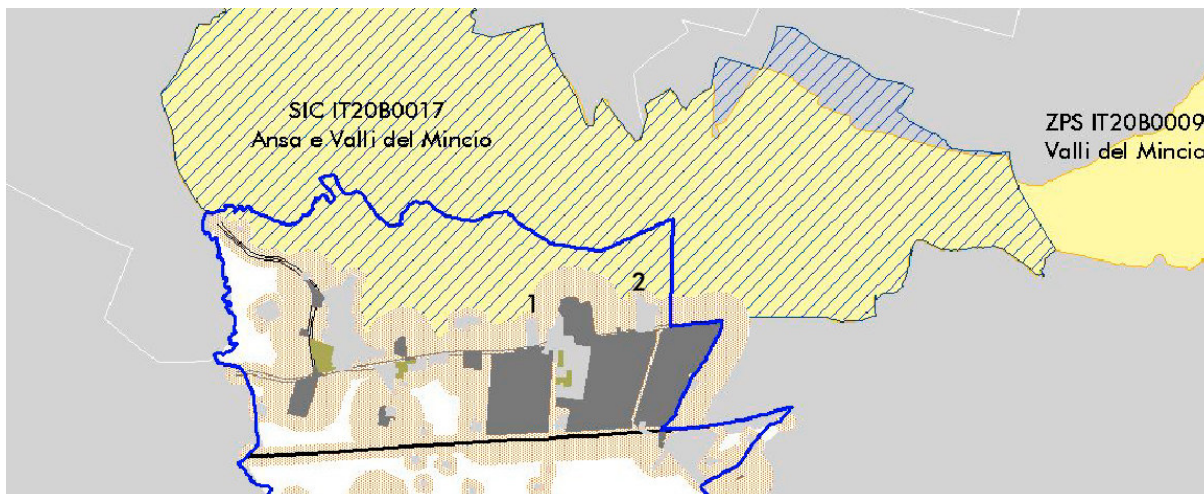 SIC IT20B0017
Ansa e Valli del Mincio
ZPS IT20B0009
Valli del Mincio
1
2